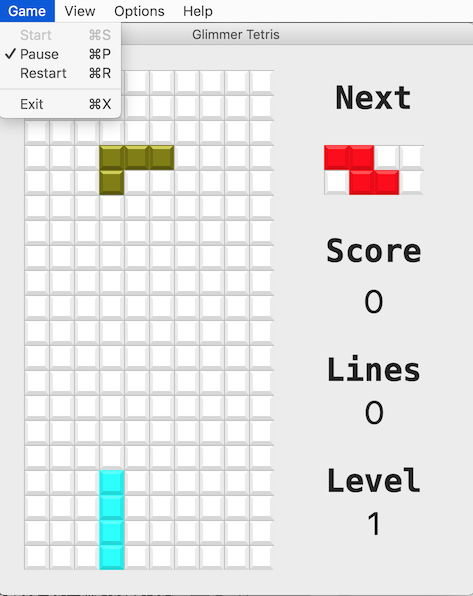 Game View Options Help
Glimmer Tetris
Start ⌘S
✓ Pause ⌘P
Restart ⌘R
Exit ⌘X
Next
Score
0
Lines
0
Level
1